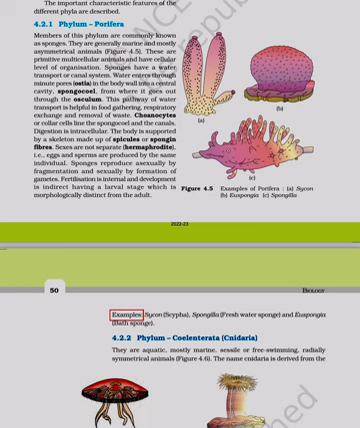 The important characteristic features of the
different phyla are described.
4.2.1 Phylum – Porifera
Members of this phylum are commonly known
as sponges. They are generally marine and mostly
asymmetrical animals (Figure 4.5). These are
primitive multicellular animals and have cellular
level of organisation. Sponges have a water
transport or canal system. Water enters through
minute pores (ostia) in the body wall into a central
cavity, spongocoel, from where it goes out
through the osculum. This pathway of water
transport is helpful in food gathering, respiratory
exchange and removal of waste. Choanocytes
or collar cells line the spongocoel and the canals.
Digestion is intracellular. The body is supported
by a skeleton made up of spicules or spongin
fibres. Sexes are not separate (hermaphrodite),
i.e., eggs and sperms are produced by the same
individual. Sponges reproduce asexually by
fragmentation and sexually by formation of
gametes. Fertilisation is internal and development
is indirect having a larval stage which is
morphologically distinct from the adult.
(a)
(b)
(c)
Figure 4.5 Examples of Porifera : (a) Sycon
(b) Euspongia (c) Spongilla
2022-23
50
BIOLOGY
Examples: Sycon (Scypha), Spongilla (Fresh water sponge) and Euspongia
(Bath sponge).
4.2.2 Phylum – Coelenterata (Cnidaria)
They are aquatic, mostly marine, sessile or free-swimming, radially
symmetrical animals (Figure 4.6). The name cnidaria is derived from the